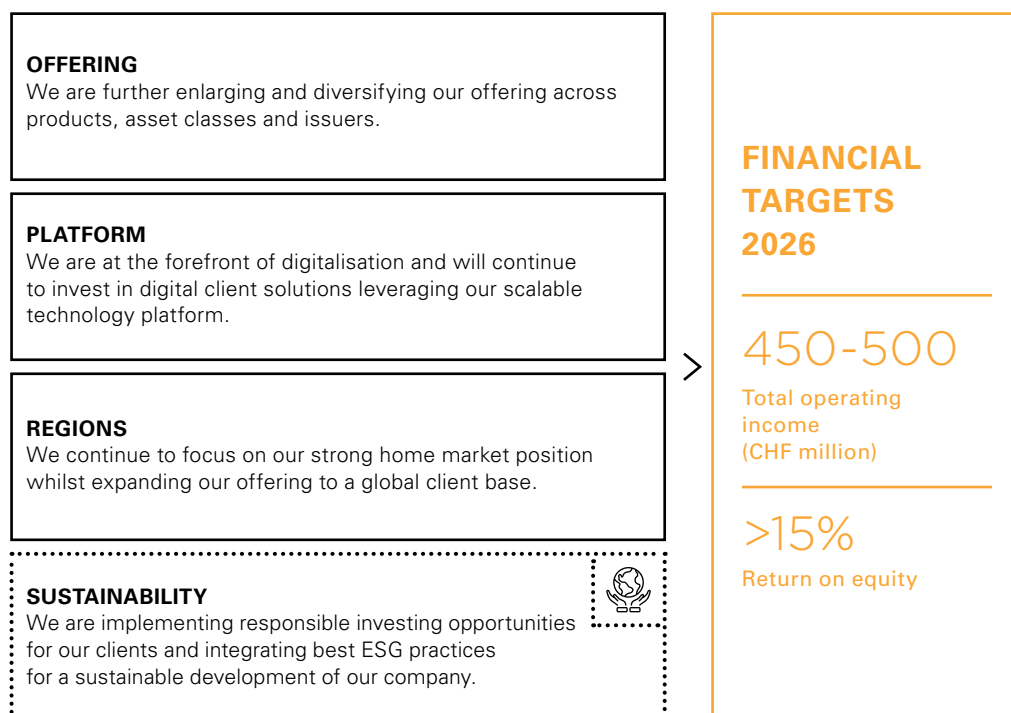 OFFERING
We are further enlarging and diversifying our offering across
products, asset classes and issuers.
PLATFORM
We are at the forefront of digitalisation and will continue
to invest in digital client solutions leveraging our scalable
technology platform.
REGIONS
We continue to focus on our strong home market position
whilst expanding our offering to a global client base.
SUSTAINABILITY
We are implementing responsible investing opportunities
for our clients and integrating best ESG practices
for a sustainable development of our company.
FINANCIAL
TARGETS
2026
450-500
Total operating
income
(CHF million)
>15%
Return on equity